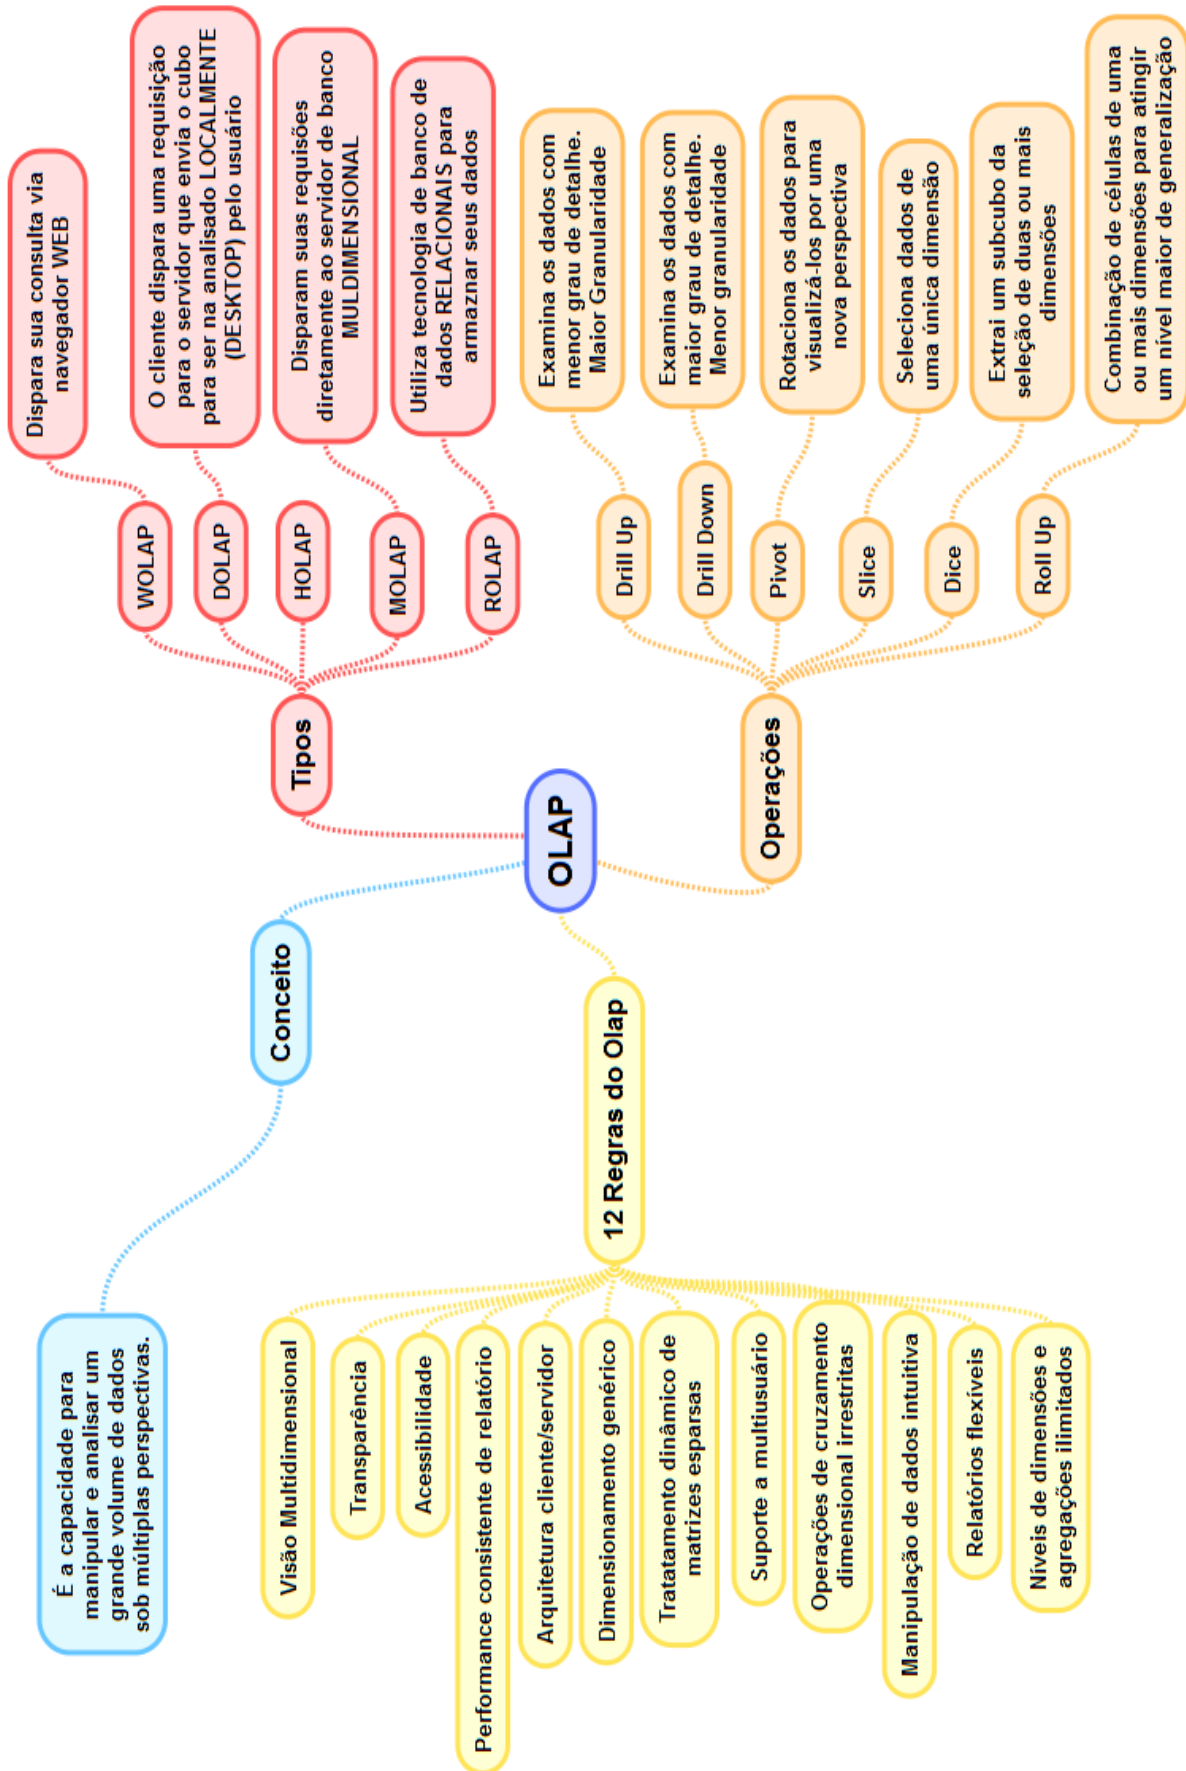 OLAP
Conceito
É a capacidade para
manipular e analisar um
grande volume de dados
sob múltiplas perspectivas.
Tipos
WOLAP
Dispara sua consulta via
navegador WEB
DOLAP
O cliente dispara uma requisição
para o servidor que envia o cubo
para ser na analisado LOCALMENTE
(DESKTOP) pelo usuário
HOLAP
MOLAP
Disparam suas requisões
diretamente ao servidor de banco
MULDIMENSIONAL
ROLAP
Utiliza tecnologia de banco de
dados RELACIONAIS para
armaznar seus dados
12 Regras do Olap
Visão Multidimensional
Transparência
Acessibilidade
Performance consistente de relatório
Arquitetura cliente/servidor
Dimensionamento genérico
Tratatamento dinâmico de
matrizes esparsas
Suporte a multiusuário
Operações de cruzamento
dimensional irrestritas
Manipulação de dados intuitiva
Relatórios flexíveis
Níveis de dimensões e
agregações ilimitados
Operações
Drill Up
Examina os dados com
menor grau de detalhe.
Maior Granularidade
Drill Down
Examina os dados com
maior grau de detalhe.
Menor granularidade
Pivot
Rotaciona os dados para
visualizá-los por uma
nova perspectiva
Slice
Seleciona dados de
uma única dimensão
Dice
Extrai um subcubo da
seleção de duas ou mais
dimensões
Roll Up
Combinação de células de uma
ou mais dimensões para atingir
um nível maior de generalização